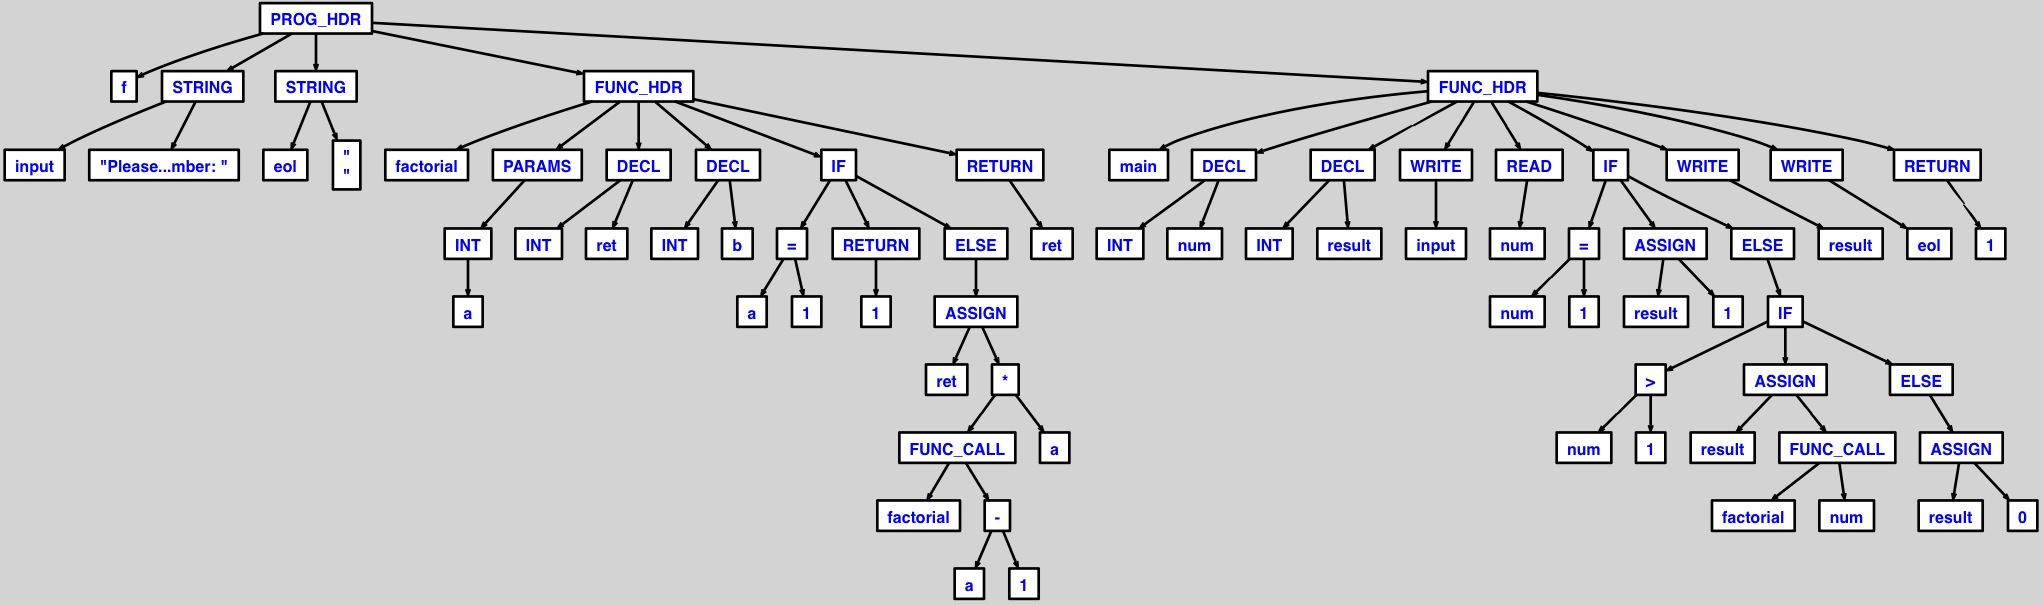 PROG_HDR
f STRING STRING FUNC_HDR FUNC_HDR
input "Please...mber: " eol "
" factorial PARAMS DECL DECL IF RETURN main DECL DECL WRITE READ IF WRITE WRITE RETURN
INT INT ret INT b = RETURN ELSE ret INT num INT result input num = ASSIGN ELSE result eol 1
a a 1 1 ASSIGN num 1 result 1 IF
ret * > ASSIGN ELSE
FUNC_CALL a num 1 result FUNC_CALL ASSIGN
factorial - factorial num result 0
a 1